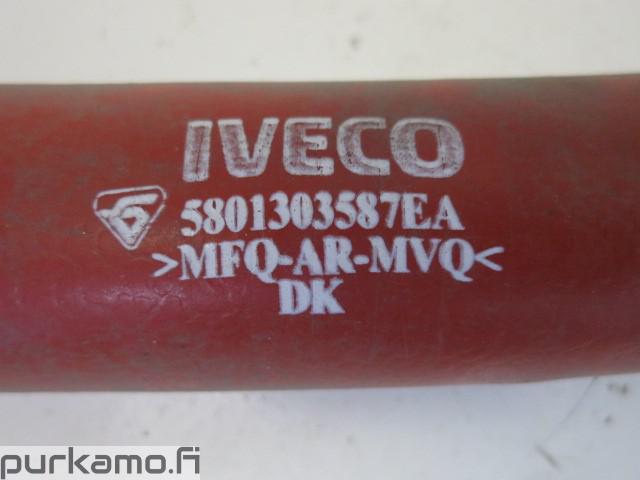 IVECO
5801303587EA
>MFQ-AR-MVQ<
DK
purkamo.fi